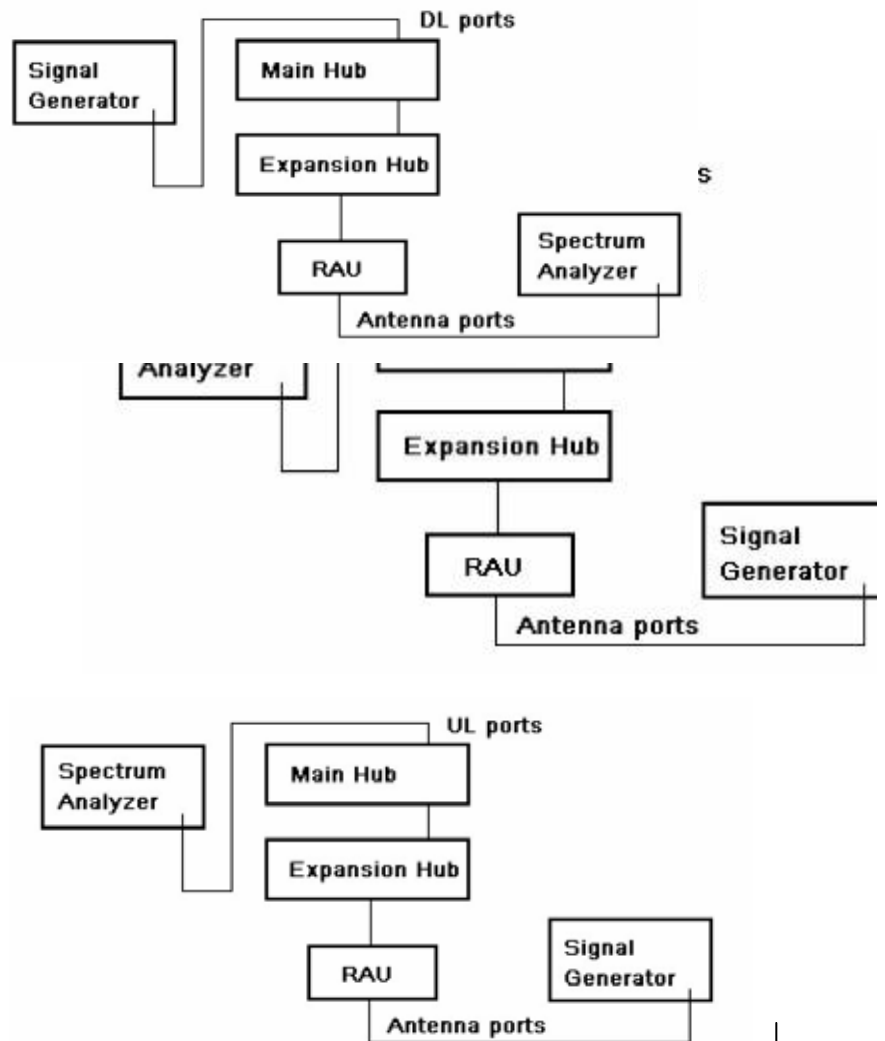 DL ports
Signal
Generator
Main Hub
Expansion Hub
s
Spectrum
Analyzer
RAU
Antenna ports
Analyzer
Expansion Hub
Signal
Generator
RAU
Antenna ports
UL ports
Spectrum
Analyzer
Main Hub
Expansion Hub
Signal
Generator
RAU
Antenna ports